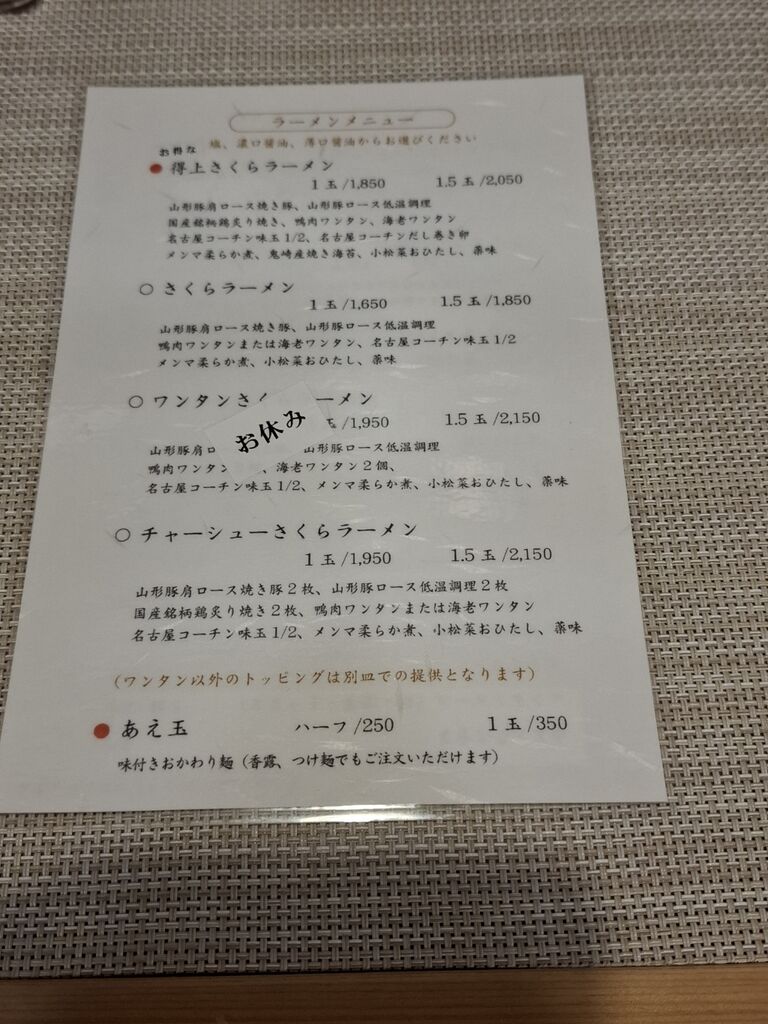 ラーメンメニュー
塩、濃口醤油、薄口醤油からお選びください
お得な
● 得上さくらラーメン
1 玉 /1,850 1.5 玉 /2,050
山形豚肩ロース焼き豚、山形豚ロース低温調理
国産銘柄鶏炙り焼き、鴨肉ワンタン、海老ワンタン
名古屋コーチン味玉 1/2、名古屋コーチンだし巻き卵
メンマ柔らか煮、鬼崎産焼き海苔、小松菜おひたし、薬味
○ さくらラーメン
1 玉 /1,650 1.5 玉 /1,850
山形豚肩ロース焼き豚、山形豚ロース低温調理
鴨肉ワンタンまたは海老ワンタン、名古屋コーチン味玉 1/2
メンマ柔らか煮、小松菜おひたし、薬味
○ ワンタンさ ーメン
お休み
玉 /1,950 1.5 玉 /2,150
山形豚肩ロ 山形豚ロース低温調理
鴨肉ワンタン 、海老ワンタン２個、
名古屋コーチン味玉 1/2、メンマ柔らか煮、小松菜おひたし、薬味
○ チャーシューさくらラーメン
1 玉 /1,950 1.5 玉 /2,150
山形豚肩ロース焼き豚２枚、山形豚ロース低温調理２枚
国産銘柄鶏炙り焼き２枚、鴨肉ワンタンまたは海老ワンタン
名古屋コーチン味玉 1/2、メンマ柔らか煮、小松菜おひたし、薬味
（ワンタン以外のトッピングは別皿での提供となります）
● あえ玉 ハーフ /250 1 玉 /350
味付きおかわり麺（香露、つけ麺でもご注文いただけます）